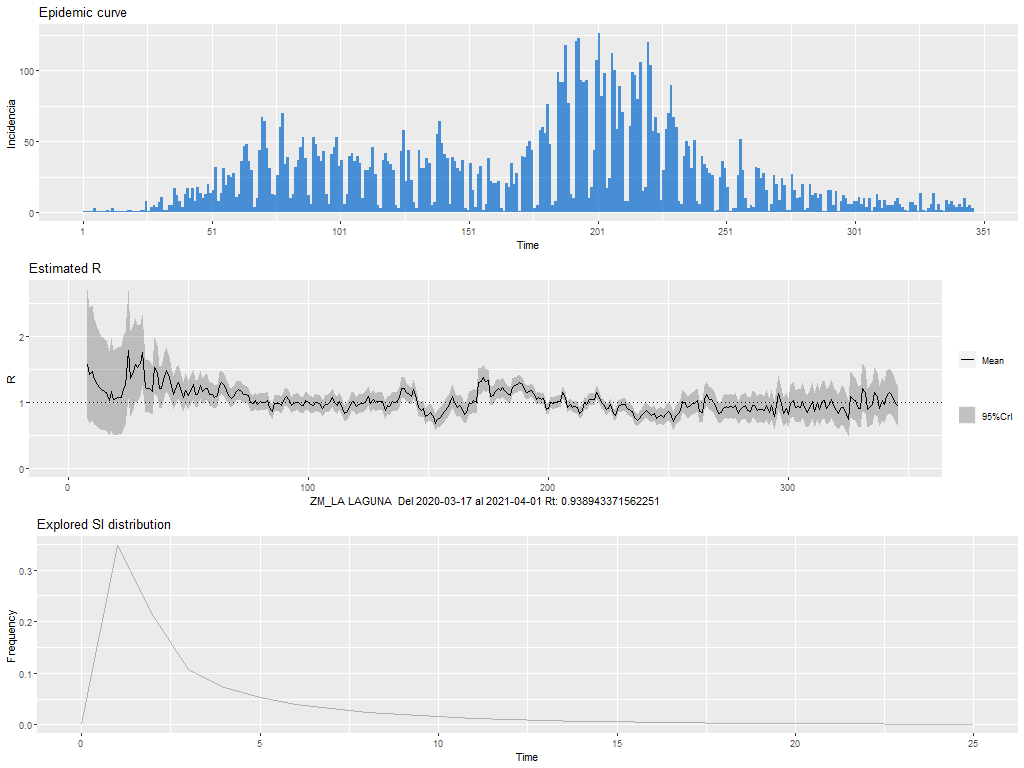 Epidemic curve
Incidencia
100
50
0
1 51 101 151 201 251 301 351
Time
Estimated R
R
2
1
0
Mean
95%CrI
0 100 200 300
ZM_LA LAGUNA Del 2020-03-17 al 2021-04-01 Rt: 0.938943371562251
Explored SI distribution
Frequency
0.3
0.2
0.1
0.0
0 5 10 15 20 25
Time